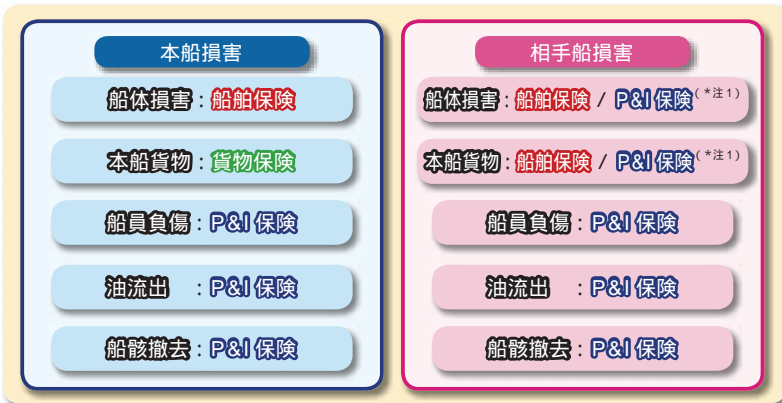 本船損害
船体損害：船舶保険
本船貨物：貨物保険
船員負傷：P&I 保険
油流出　：P&I 保険
船骸撤去：P&I 保険
相手船損害
船体損害：船舶保険 / P&I 保険(*注1)
本船貨物：船舶保険 / P&I 保険(*注1)
船員負傷：P&I 保険
油流出　：P&I 保険
船骸撤去：P&I 保険